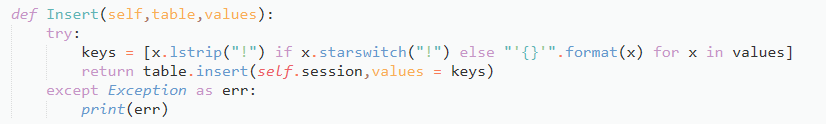 def Insert(self,table,values):
try:
keys = [x.lstrip("!") if x.starswitch("!") else "'{}'".format(x) for x in values]
return table.insert(self.session,values = keys)
except Exception as err:
print(err)